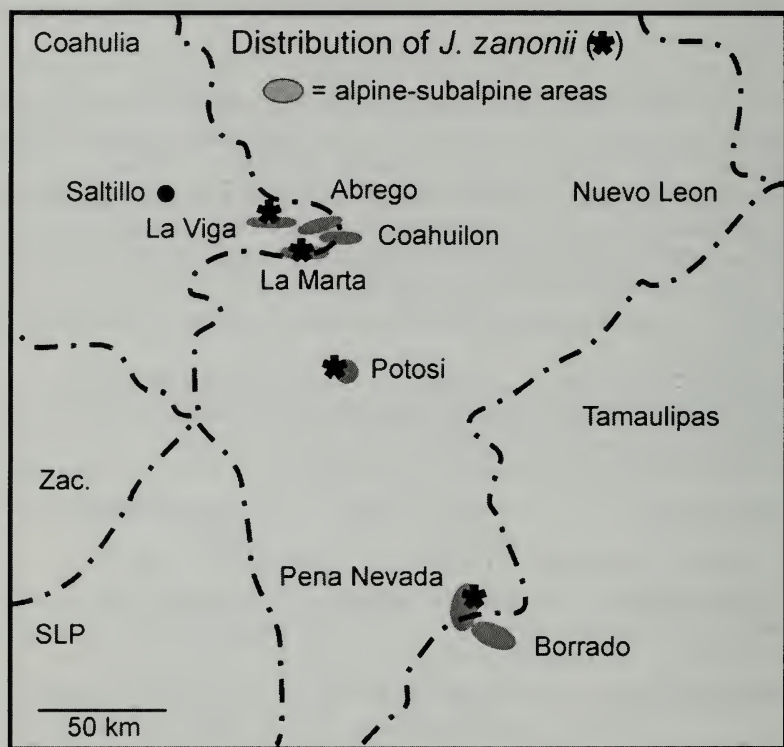 Coahulia
Distribution of J. zanonii (✱)
= alpine-subalpine areas
Saltillo
Abrego
Nuevo Leon
La Viga
Coahuilon
La Marta
Potosi
Tamaulipas
Zac.
Pena Nevada
SLP
Borrado
50 km